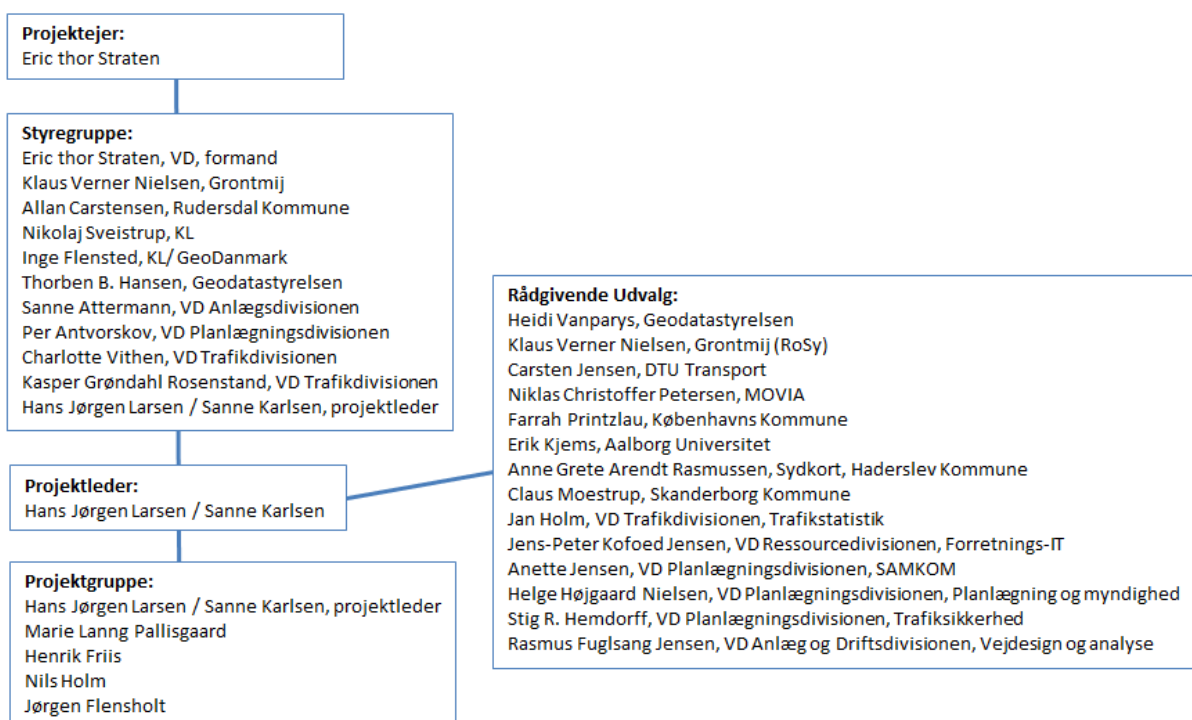 Projektejer:
Eric thor Straten
Styregruppe:
Eric thor Straten, VD, formand
Klaus Verner Nielsen, Grontmij
Allan Carstensen, Rudersdal Kommune
Nikolaj Sveistrup, KL
Inge Flensted, KL/ GeoDanmark
Thorben B. Hansen, Geodatastyrelsen
Sanne Attermann, VD Anlægsdivisionen
Per Antvorskov, VD Planlægningsdivisionen
Charlotte Vithen, VD Trafikdivisionen
Kasper Grøndahl Rosenstand, VD Trafikdivisionen
Hans Jørgen Larsen / Sanne Karlsen, projektleder
Projektleder:
Hans Jørgen Larsen / Sanne Karlsen
Projektgruppe:
Hans Jørgen Larsen / Sanne Karlsen, projektleder
Marie Lanng Pallisgaard
Henrik Friis
Nils Holm
Jørgen Flensholt
Rådgivende Udvalg:
Heidi Vanparys, Geodatastyrelsen
Klaus Verner Nielsen, Grontmij (RoSy)
Carsten Jensen, DTU Transport
Niklas Christoffer Petersen, MOVIA
Farrah Printzlau, Københavns Kommune
Erik Kjems, Aalborg Universitet
Anne Grete Arendt Rasmussen, Sydkort, Haderslev Kommune
Claus Moestrup, Skanderborg Kommune
Jan Holm, VD Trafikdivisionen, Trafikstatistik
Jens-Peter Kofoed Jensen, VD Ressourcedivisionen, Forretnings-IT
Anette Jensen, VD Planlægningsdivisionen, SAMKOM
Helge Højgaard Nielsen, VD Planlægningsdivisionen, Planlægning og myndighed
Stig R. Hemdorff, VD Planlægningsdivisionen, Trafiksikkerhed
Rasmus Fuglsang Jensen, VD Anlæg og Driftsdivisionen, Vejdesign og analyse